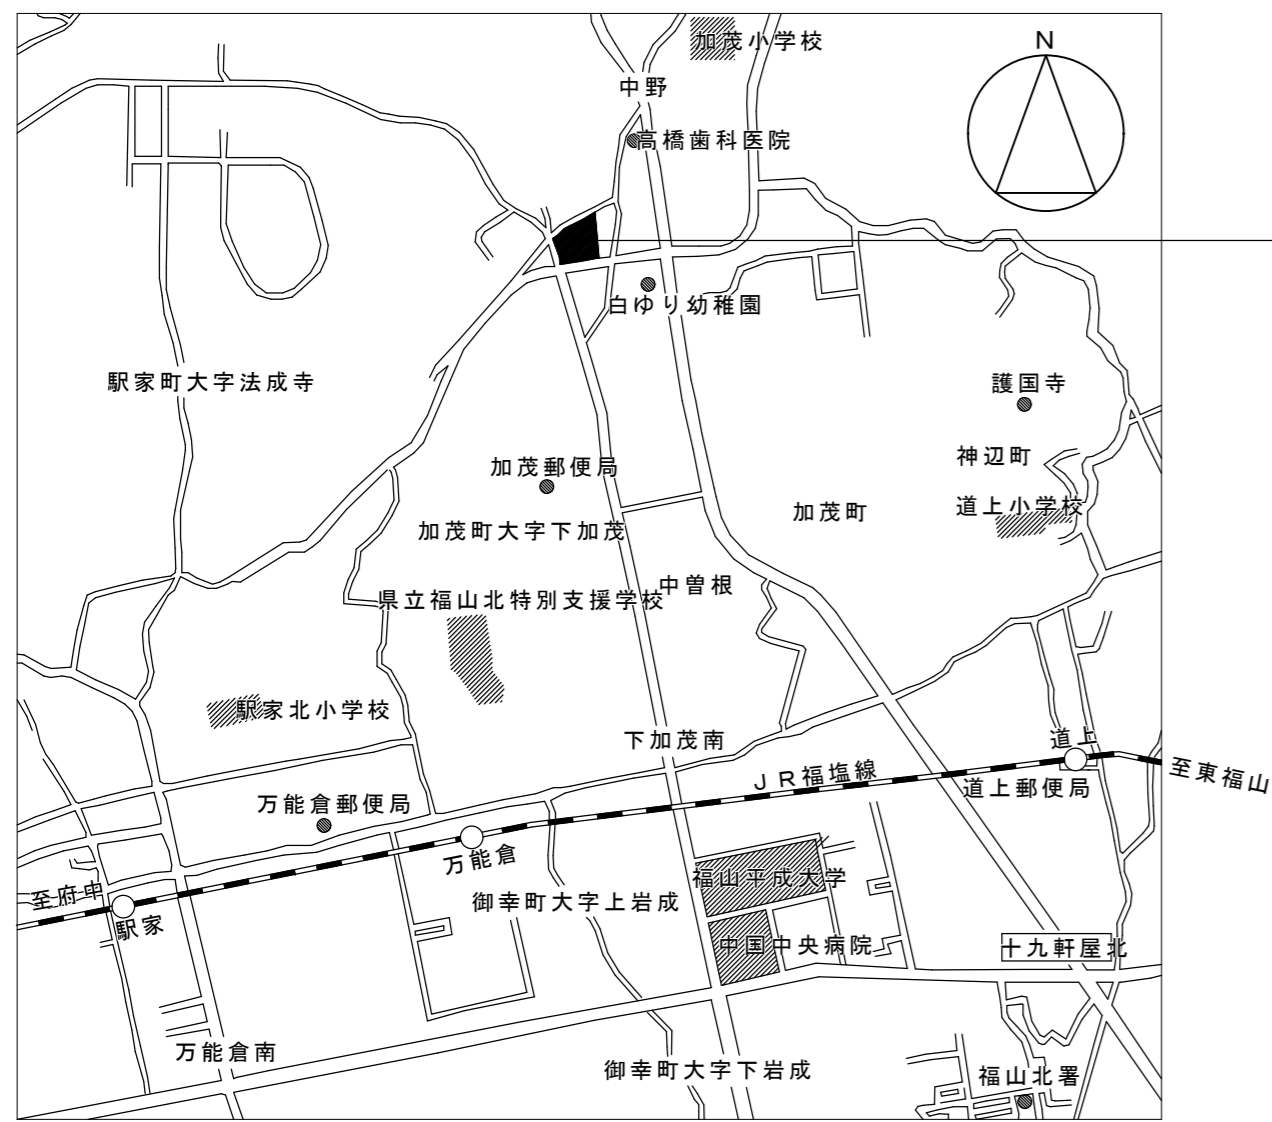 加茂小学校
N
中野
高橋歯科医院
白ゆり幼稚園
駅家町大字法成寺
護国寺
神辺町
加茂郵便局
道上小学校
加茂町
加茂町大字下加茂
中曽根
県立福山北特別支援学校
駅家北小学校
下加茂南
道上
JR福塩線
至東福山
道上郵便局
万能倉郵便局
万能倉
福山平成大学
至府中
御幸町大字上岩成
駅家
中国中央病院
十九軒屋北
万能倉南
御幸町大字下岩成
福山北署